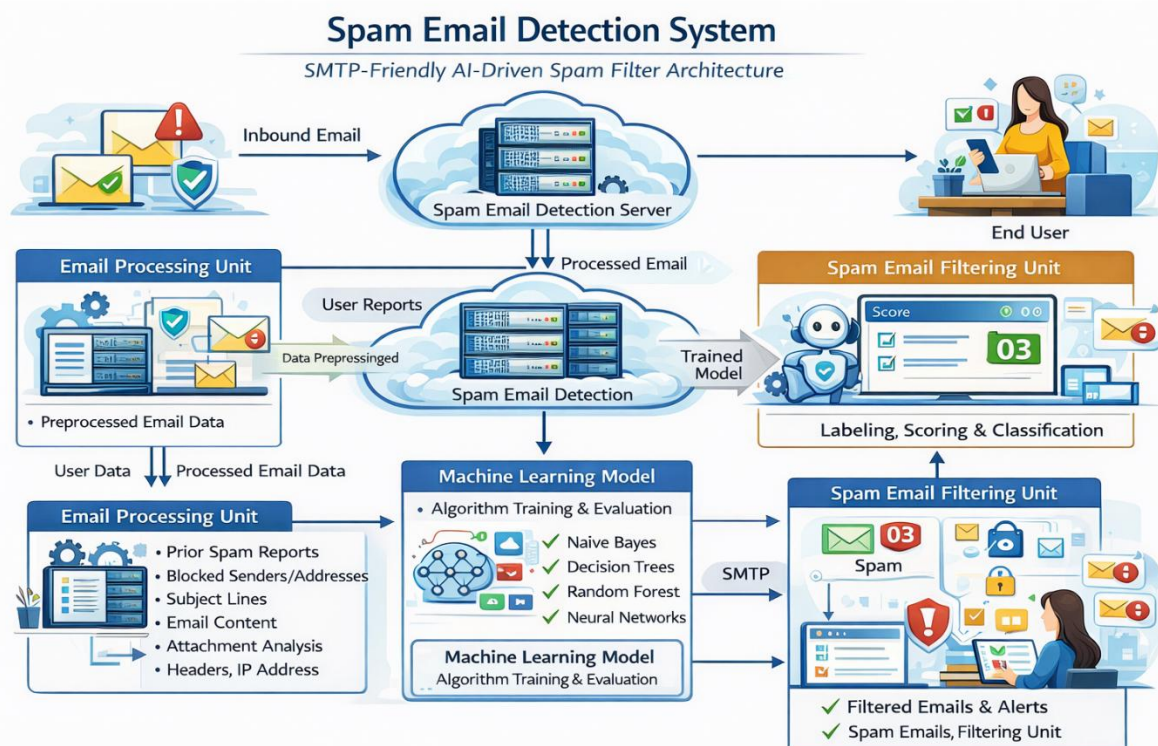 Spam Email Detection System
SMTP-Friendly AI-Driven Spam Filter Architecture
Inbound Email
Spam Email Detection Server
End User
Email Processing Unit
Processed Email
User Reports
Data Prepressinged
Spam Email Detection
Trained
Model
Spam Email Filtering Unit
Score
03
Labeling, Scoring & Classification
• Preprocessed Email Data
User Data
Processed Email Data
Email Processing Unit
• Prior Spam Reports
• Blocked Senders/Addresses
• Subject Lines
• Email Content
• Attachment Analysis
• Headers, IP Address
Machine Learning Model
• Algorithm Training & Evaluation
✓ Naive Bayes
✓ Decision Trees
✓ Random Forest
✓ Neural Networks
Machine Learning Model
Algorithm Training & Evaluation
SMTP
Spam Email Filtering Unit
03
Spam
✓ Filtered Emails & Alerts
✓ Spam Emails, Filtering Unit